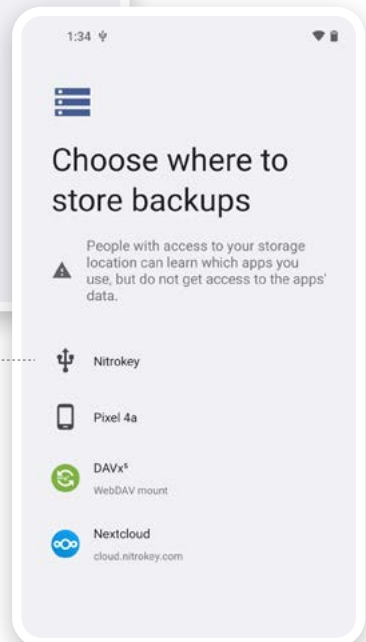 1:34
Choose where to
store backups
People with access to your storage
location can learn which apps you
use, but do not get access to the apps'
data.
Nitrokey
Pixel 4a
DAVx⁵
WebDAV mount
Nextcloud
cloud.nitrokey.com